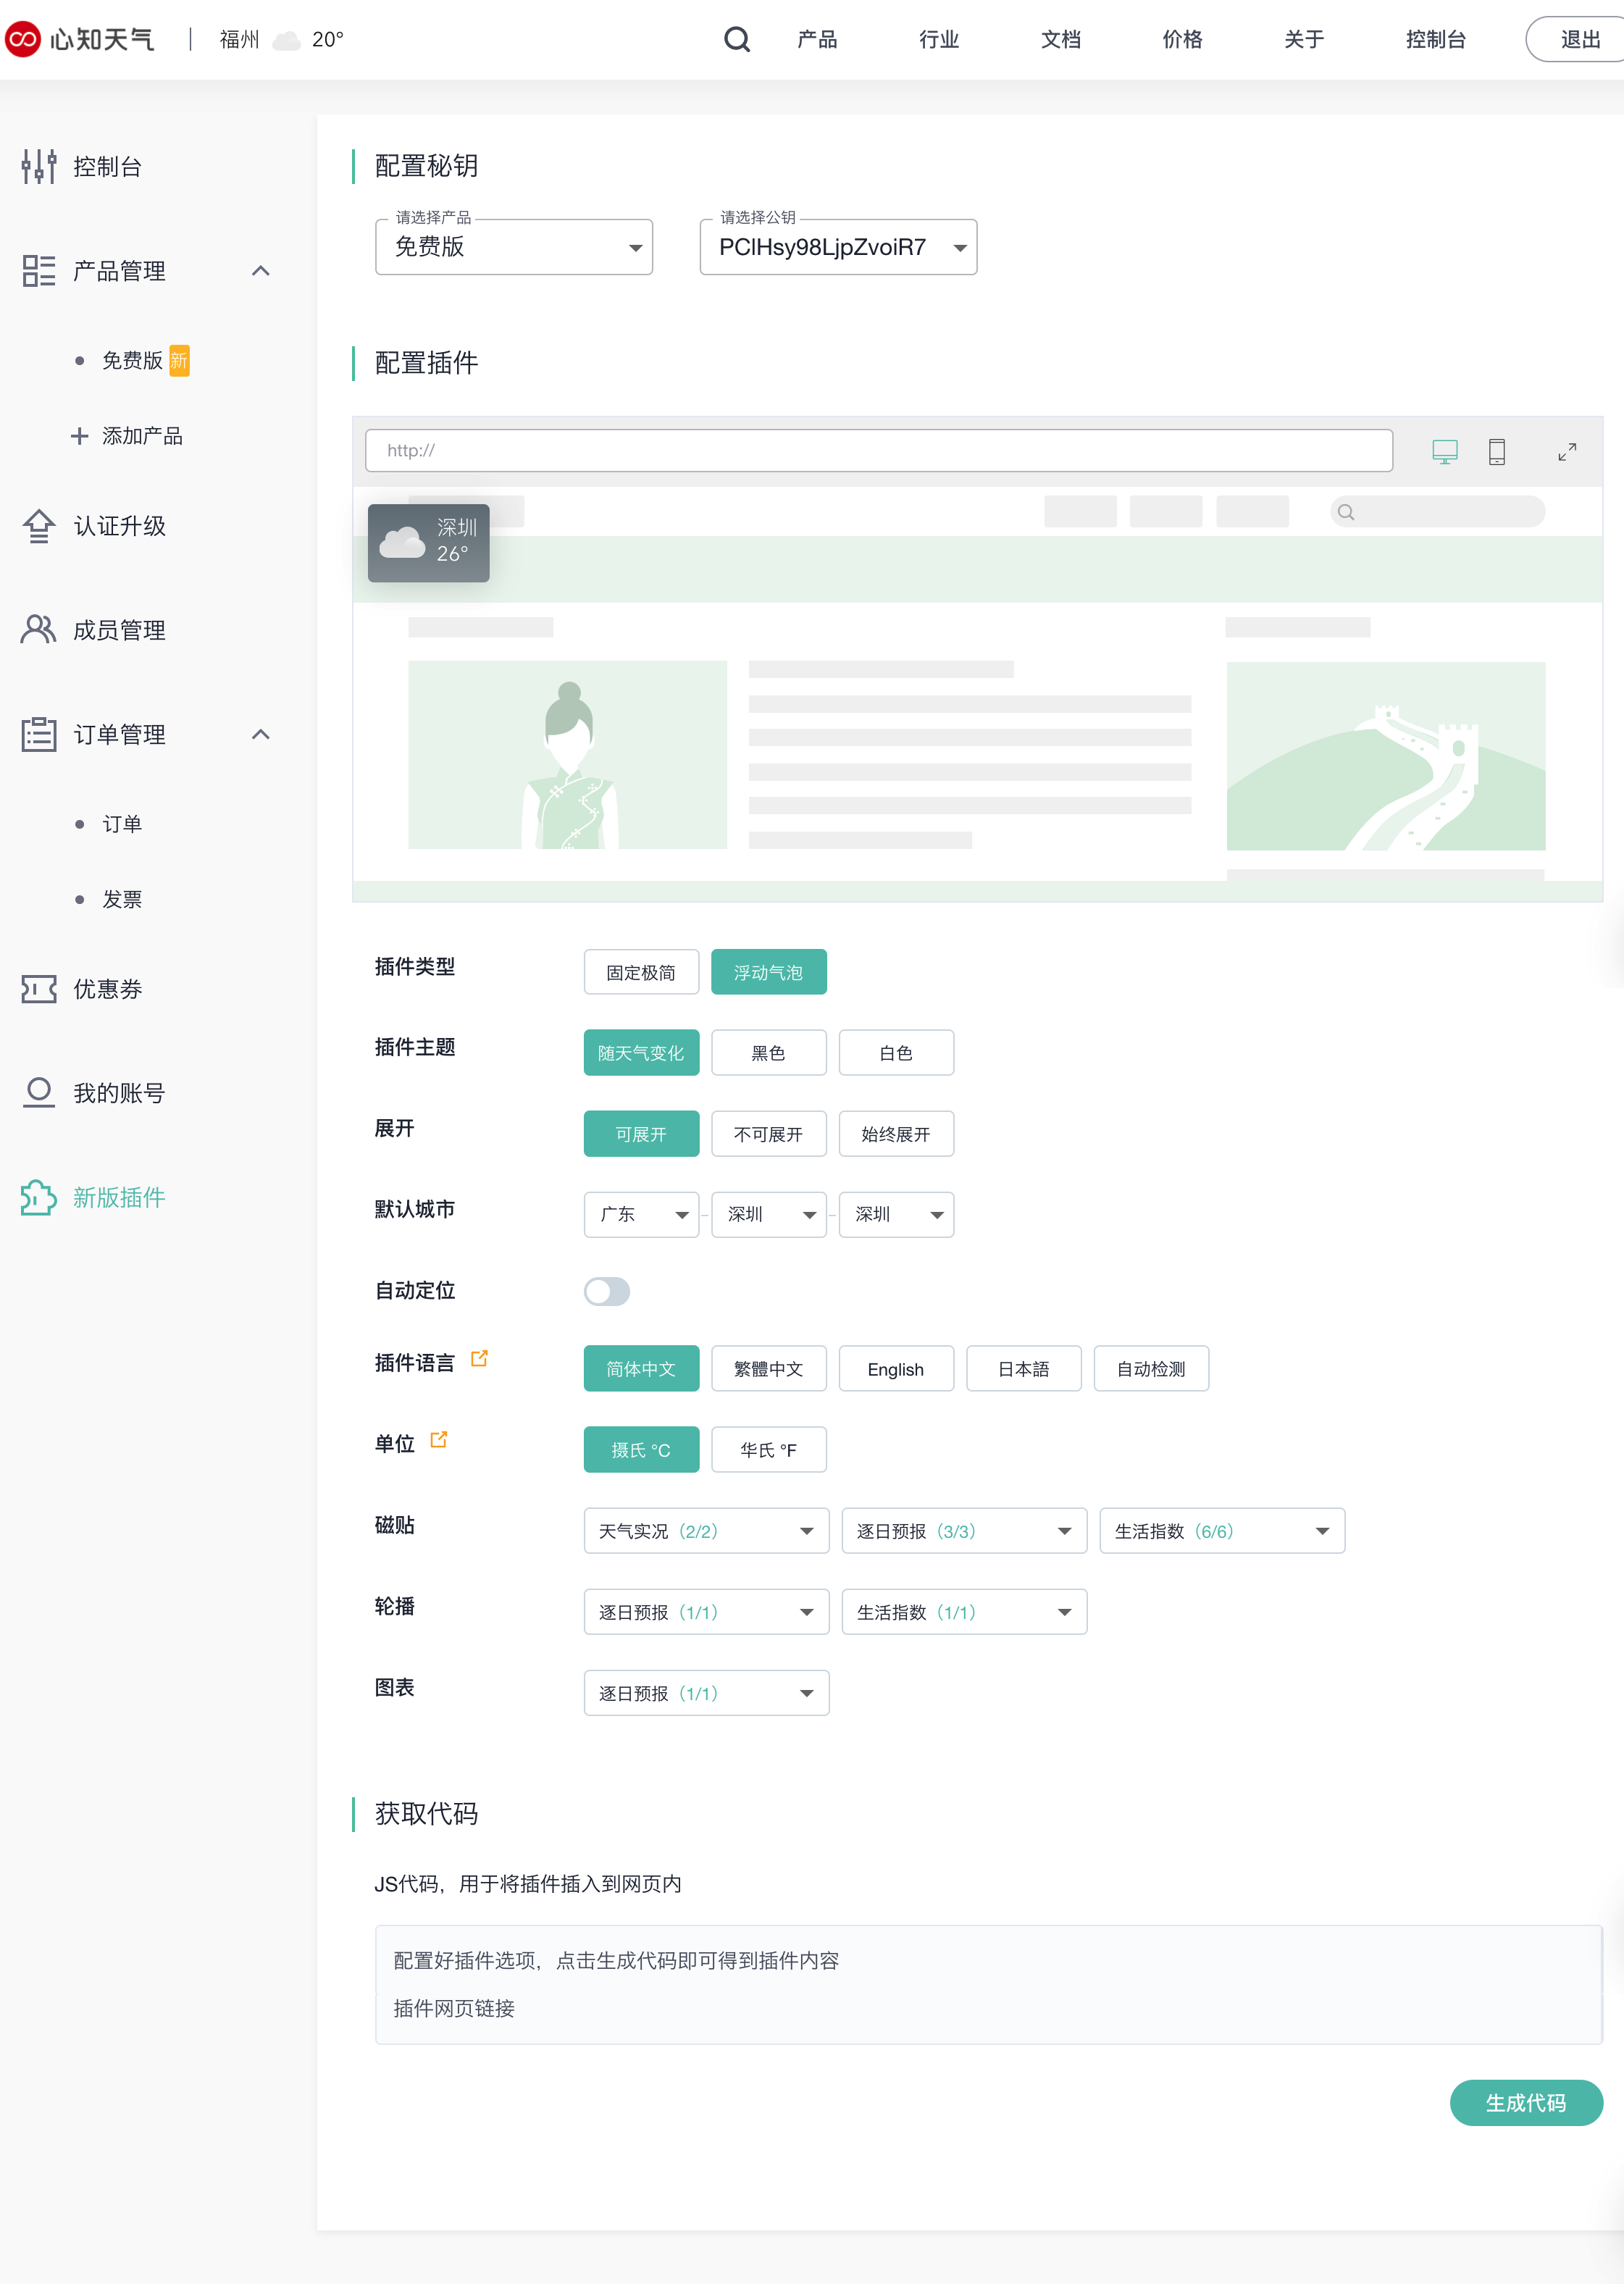 心知天气 福州 20° 产品 行业 文档 价格 关于 控制台 退出
控制台
产品管理
免费版 新
添加产品
认证升级
成员管理
订单管理
订单
发票
优惠券
我的账号
新版插件
配置秘钥
请选择产品 请选择公钥
免费版 PClHsy98LjpZvoiR7
配置插件
http://
深圳
26°
插件类型 固定极简 浮动气泡
插件主题 随天气变化 黑色 白色
展开 可展开 不可展开 始终展开
默认城市 广东 - 深圳 - 深圳
自动定位
插件语言 简体中文 繁體中文 English 日本語 自动检测
单位 摄氏 °C 华氏 °F
磁贴 天气实况（2/2） 逐日预报（3/3） 生活指数（6/6）
轮播 逐日预报（1/1） 生活指数（1/1）
图表 逐日预报（1/1）
获取代码
JS代码，用于将插件插入到网页内
配置好插件选项，点击生成代码即可得到插件内容
插件网页链接
生成代码